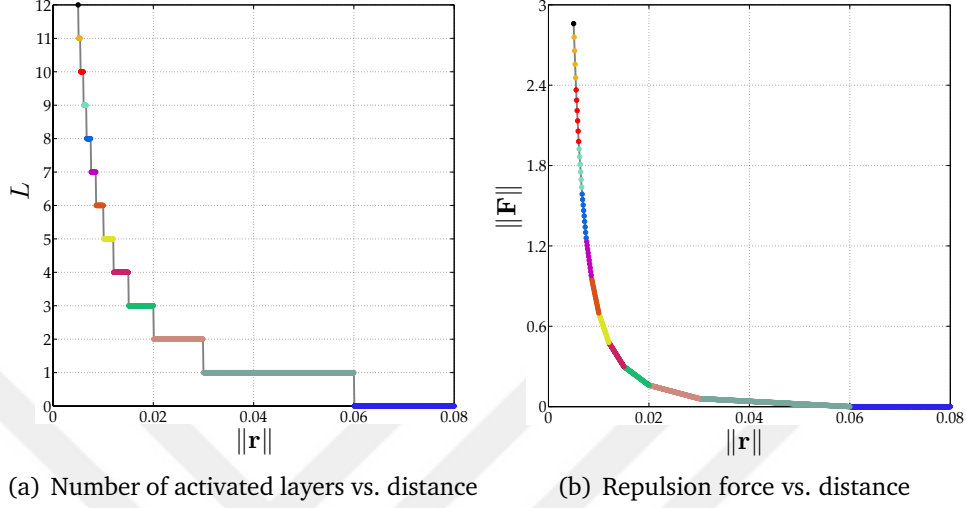 12
11
10
9
8
7
6
5
4
3
2
1
0
L
0 0.02 0.04 0.06 0.08
‖r‖
(a) Number of activated layers vs. distance
3
2.4
1.8
1.2
0.6
0
‖F‖
0 0.02 0.04 0.06 0.08
‖r‖
(b) Repulsion force vs. distance